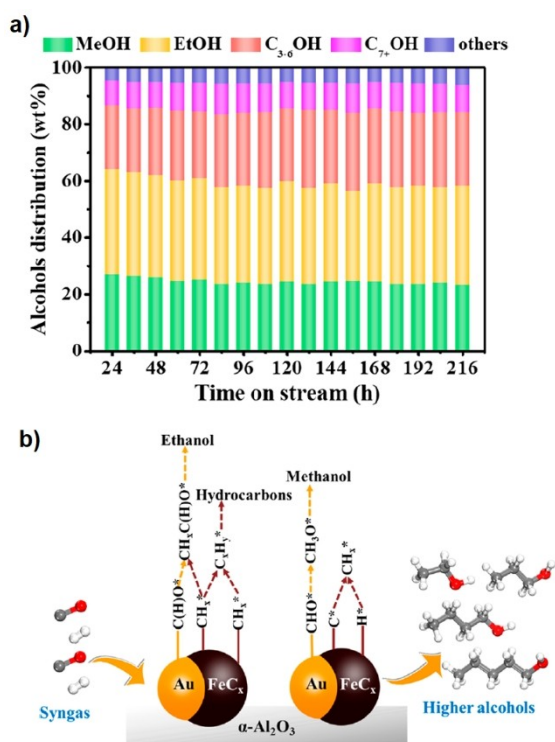 a)
MeOH EtOH C₃₋₆OH C₇₊OH others
Alcohols distribution (wt%)
100
80
60
40
20
0
24 48 72 96 120 144 168 192 216
Time on stream (h)
b)
Ethanol
Methanol
Hydrocarbons
CHₓC(H)O*
CₓHᵧ*
CH₃O*
CHₓ*
C(H)O*
CHₓ*
CHₓ*
CHO*
C*
H*
Au FeCₓ
Au FeCₓ
Syngas
α-Al₂O₃
Higher alcohols